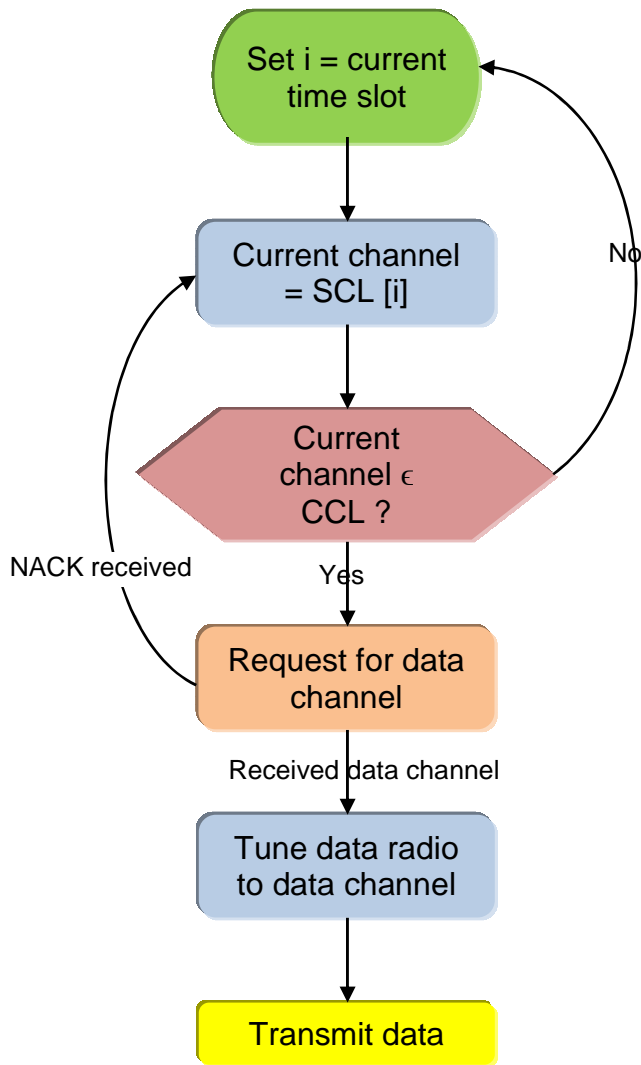 Set i = current
time slot
Current channel
= SCL [i]
No
Current
channel ϵ
CCL ?
NACK received
Yes
Request for data
channel
Received data channel
Tune data radio
to data channel
Transmit data